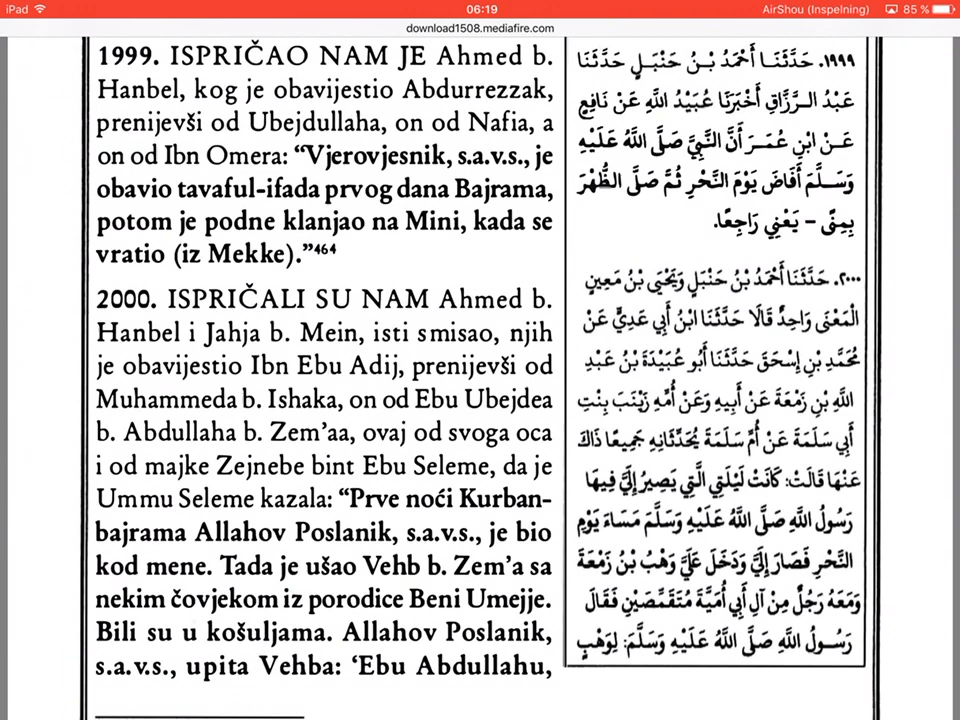 iPad
06:19
AirShou (Inspelning)
85 %
download1508.mediafire.com
1999. ISPRIČAO NAM JE Ahmed b.
Hanbel, kog je obavijestio Abdurrezzak,
prenijevši od Ubejdullaha, on od Nafia, a
on od Ibn Omera: “Vjerovjesnik, s.a.v.s., je
obavio tavaful-ifada prvog dana Bajrama,
potom je podne klanjao na Mini, kada se
vratio (iz Mekke).”⁴⁶⁴
2000. ISPRIČALI SU NAM Ahmed b.
Hanbel i Jahja b. Mein, isti smisao, njih
je obavijestio Ibn Ebu Adij, prenijevši od
Muhammeda b. Ishaka, on od Ebu Ubejdea
b. Abdullaha b. Zem’aa, ovaj od svoga oca
i od majke Zejnebe bint Ebu Seleme, da je
Ummu Seleme kazala: “Prve noći Kurban-
bajrama Allahov Poslanik, s.a.v.s., je bio
kod mene. Tada je ušao Vehb b. Zem’a sa
nekim čovjekom iz porodice Beni Umejje.
Bili su u košuljama. Allahov Poslanik,
s.a.v.s., upita Vehba: ‘Ebu Abdullahu,
١٩٩٩. حَدَّثَنَا أَحْمَدُ بْنُ حَنْبَلٍ حَدَّثَنَا
عَبْدُ الرَّزَّاقِ أَخْبَرَنَا عُبَيْدُ اللَّهِ عَنْ نَافِعٍ
عَنْ ابْنِ عُمَرَ أَنَّ النَّبِيَّ صَلَّى اللَّهُ عَلَيْهِ
وَسَلَّمَ أَفَاضَ يَوْمَ النَّحْرِ ثُمَّ صَلَّى الظُّهْرَ
بِمِنًى – يَعْنِي رَاجِعًا.
٢٠٠٠. حَدَّثَنَا أَحْمَدُ بْنُ حَنْبَلٍ وَيَحْيَى بْنُ مَعِينٍ
الْمَعْنَى وَاحِدٌ قَالَا حَدَّثَنَا ابْنُ أَبِي عَدِيٍّ عَنْ
مُحَمَّدِ بْنِ إِسْحَقَ حَدَّثَنَا أَبُو عُبَيْدَةَ بْنُ عَبْدِ
اللَّهِ بْنِ زَمْعَةَ عَنْ أَبِيهِ وَعَنْ أُمِّهِ زَيْنَبَ بِنْتِ
أَبِي سَلَمَةَ عَنْ أُمِّ سَلَمَةَ يُحَدِّثَانِهِ جَمِيعًا ذَاكَ
عَنْهَا قَالَتْ: كَانَتْ لَيْلَتِي الَّتِي يَصِيرُ إِلَيَّ فِيهَا
رَسُولُ اللَّهِ صَلَّى اللَّهُ عَلَيْهِ وَسَلَّمَ مَسَاءَ يَوْمِ
النَّحْرِ فَصَارَ إِلَيَّ وَدَخَلَ عَلَيَّ وَهْبُ بْنُ زَمْعَةَ
وَمَعَهُ رَجُلٌ مِنْ آلِ أَبِي أُمَيَّةَ مُتَقَمِّصَيْنِ فَقَالَ
رَسُولُ اللَّهِ صَلَّى اللَّهُ عَلَيْهِ وَسَلَّمَ: لِوَهْبٍ